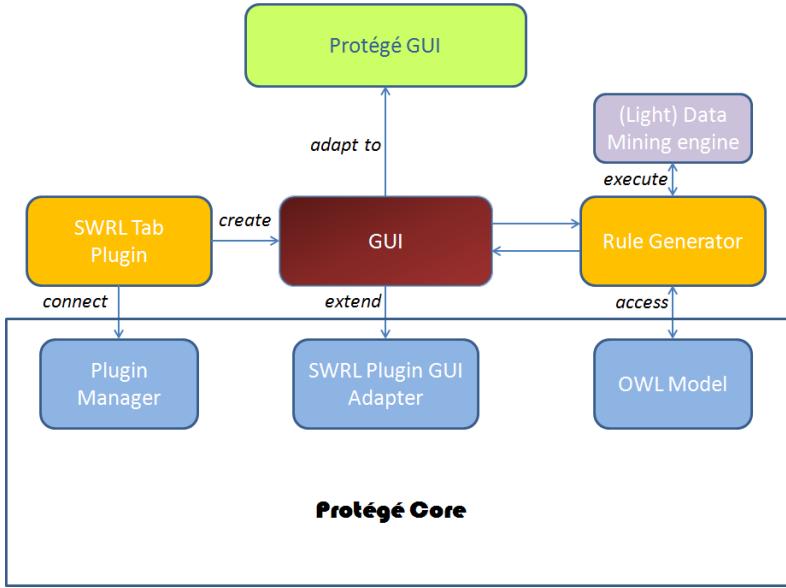 Protégé GUI
(Light) Data
Mining engine
adapt to
execute
SWRL Tab
Plugin
create
GUI
Rule Generator
connect
extend
access
Plugin
Manager
SWRL Plugin GUI
Adapter
OWL Model
Protégé Core